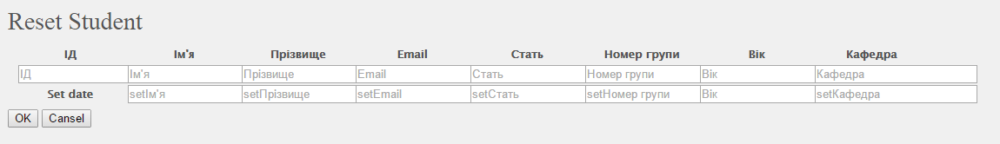 Reset Student
ІД Ім'я Прізвище Email Стать Номер групи Вік Кафедра
ІД Ім'я Прізвище Email Стать Номер групи Вік Кафедра
Set date setІм'я setПрізвище setEmail setСтать setНомер групи Вік setКафедра
OK Cansel